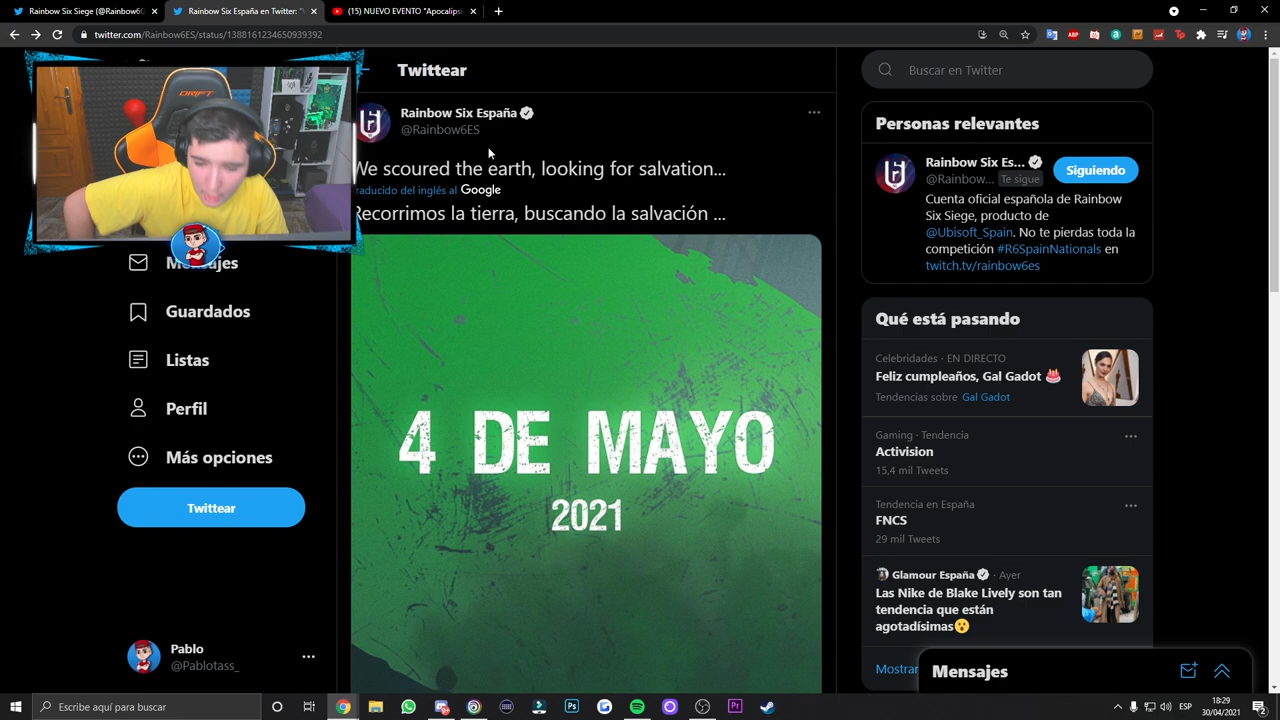 Rainbow Six Siege (@Rainbow6G
Rainbow Six España en Twitter: "
(15) NUEVO EVENTO "Apocalips
twitter.com/Rainbow6ES/status/1388161234650939392
DRIFT
Twittear
Rainbow Six España
@Rainbow6ES
We scoured the earth, looking for salvation...
raducido del inglés al Google
Recorrimos la tierra, buscando la salvación ...
4 DE MAYO
2021
Mensajes
Guardados
Listas
Perfil
Más opciones
Twittear
Pablo
@Pablotass_
Buscar en Twitter
Personas relevantes
Rainbow Six Es...
@Rainbow... Te sigue
Siguiendo
Cuenta oficial española de Rainbow
Six Siege, producto de
@Ubisoft_Spain. No te pierdas toda la
competición #R6SpainNationals en
twitch.tv/rainbow6es
Qué está pasando
Celebridades · EN DIRECTO
Feliz cumpleaños, Gal Gadot
Tendencias sobre Gal Gadot
Gaming · Tendencia
Activision
15,4 mil Tweets
Tendencia en España
FNCS
29 mil Tweets
Glamour España · Ayer
Las Nike de Blake Lively son tan
tendencia que están
agotadísimas
Mostrar
Mensajes
Escribe aquí para buscar
ESP
18:29
30/04/2021